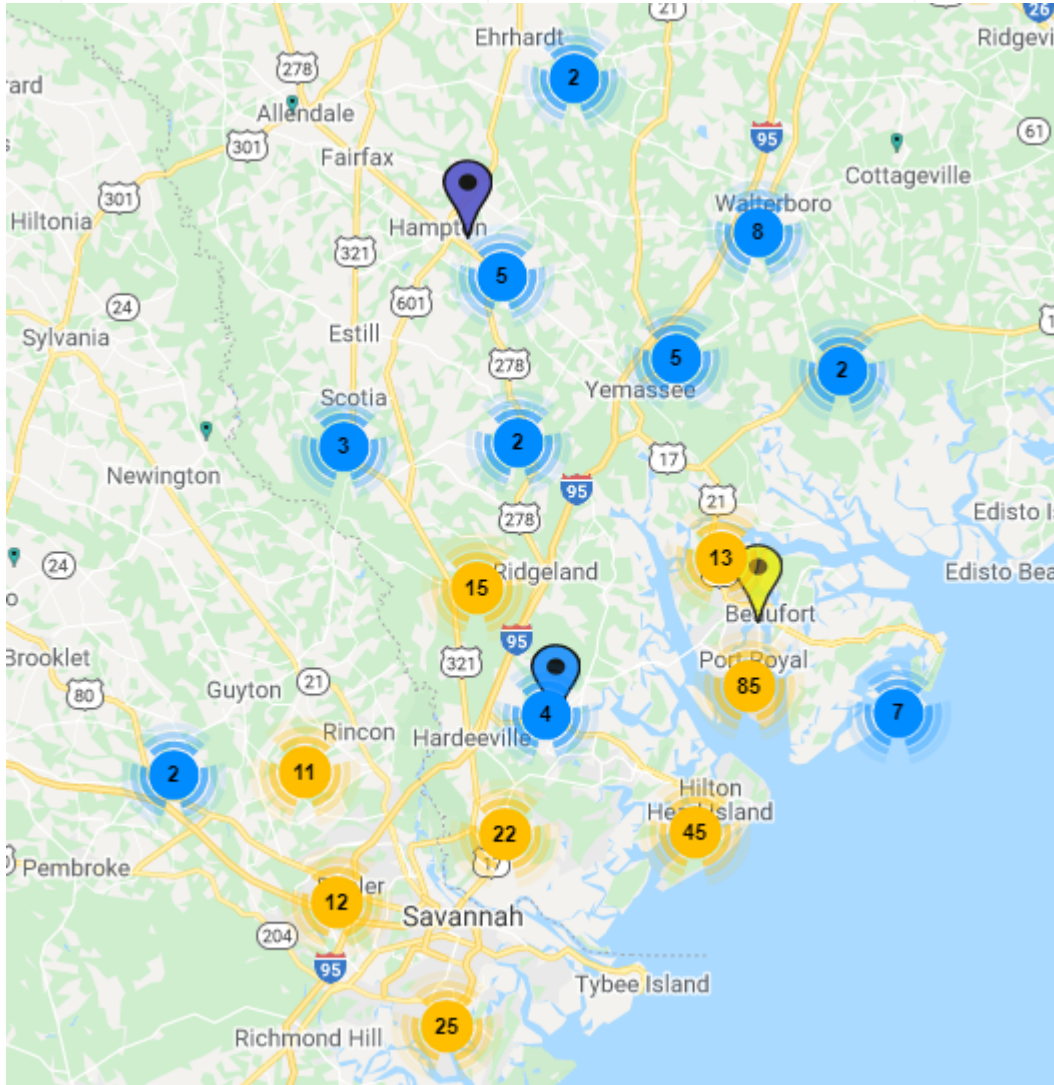 21
26
Ehrhardt
Ridgevi
2
278
ard
Allendale
95
61
301
Fairfax
Cottageville
301
Walterboro
Hiltonia
Hampton
8
321
5
24
601
Estill
Sylvania
5
278
2
Yemassee
Scotia
3
2
17
Newington
95
21
278
Edisto I
13
24
Ridgeland
Edisto Bea
15
o
Beaufort
95
Brooklet
321
Port Royal
80
Guyton
21
85
4
7
Rincon
Hardeeville
2
11
Hilton
Head Island
45
22
17
Pembroke
12
Savannah
204
95
Tybee Island
25
Richmond Hill